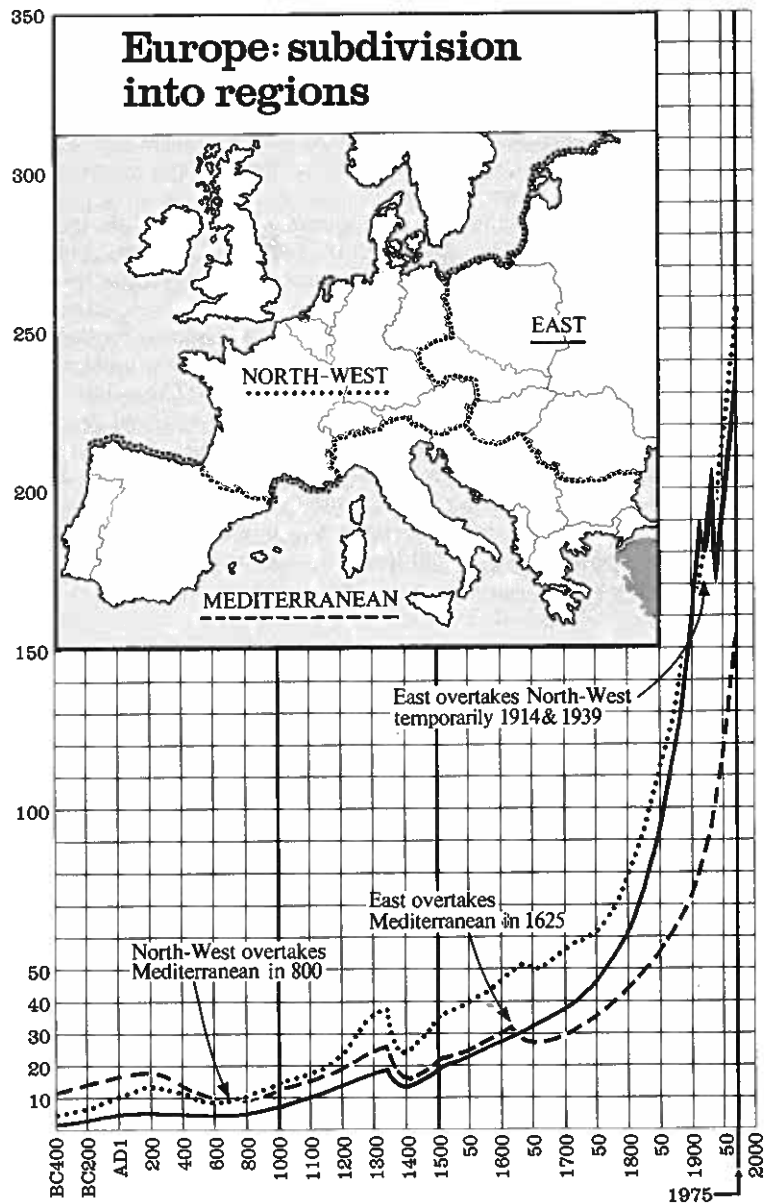 350
Europe: subdivision
into regions
300
EAST
250
NORTH-WEST
200
MEDITERRANEAN
150
East overtakes North-West
temporarily 1914 & 1939
100
East overtakes
Mediterranean in 1625
North-West overtakes
Mediterranean in 800
50
40
30
20
10
BC400
BC200
AD1
200
400
600
800
1000
1100
1200
1300
1400
1500
50
1600
50
1700
50
1800
50
1900
50
2000
1975